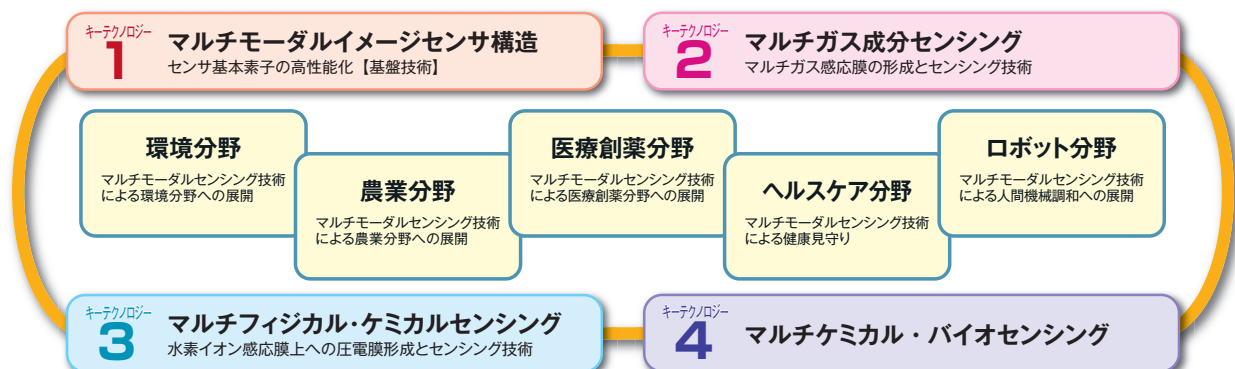 キーテクノロジー
1
マルチモーダルイメージセンサ構造
センサ基本素子の高性能化【基盤技術】
キーテクノロジー
2
マルチガス成分センシング
マルチガス感応膜の形成とセンシング技術
環境分野
マルチモーダルセンシング技術
による環境分野への展開
農業分野
マルチモーダルセンシング技術
による農業分野への展開
医療創薬分野
マルチモーダルセンシング技術
による医療創薬分野への展開
ヘルスケア分野
マルチモーダルセンシング技術
による健康見守り
ロボット分野
マルチモーダルセンシング技術
による人間機械調和への展開
キーテクノロジー
3
マルチフィジカル・ケミカルセンシング
水素イオン感応膜上への圧電膜形成とセンシング技術
キーテクノロジー
4
マルチケミカル・バイオセンシング